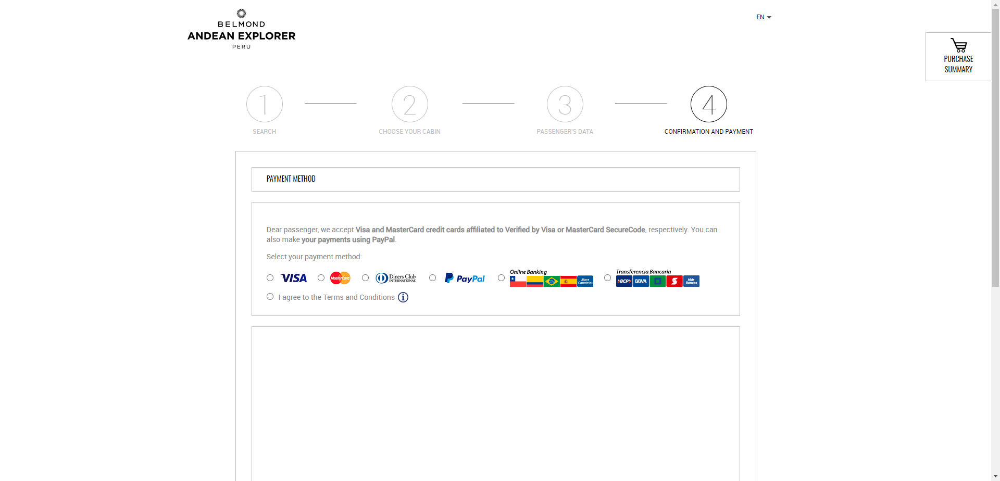 BELMOND
ANDEAN EXPLORER
PERU
EN
PURCHASE
SUMMARY
1
2
3
4
SEARCH
CHOOSE YOUR CABIN
PASSENGER'S DATA
CONFIRMATION AND PAYMENT
PAYMENT METHOD
Dear passenger, we accept Visa and MasterCard credit cards affiliated to Verified by Visa or MasterCard SecureCode, respectively. You can
also make your payments using PayPal.
Select your payment method:
VISA
MasterCard
Diners Club
INTERNATIONAL
PayPal
Online Banking
More
Countries
Transferencia Bancaria
BCP
BBVA
S
Más
Bancos
I agree to the Terms and Conditions i